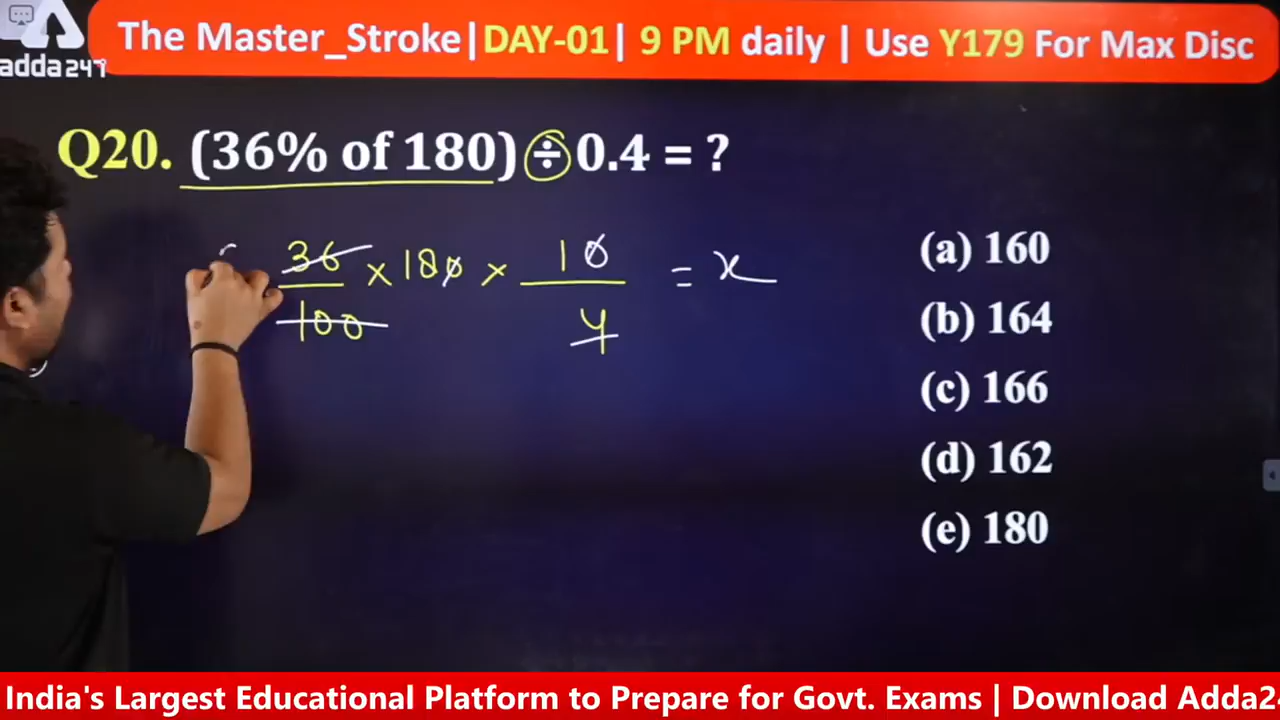 The Master_Stroke|DAY-01| 9 PM daily | Use Y179 For Max Disc
adda247
Q20. (36% of 180) ÷ 0.4 = ?
36/100 × 180 × 10/4 = x
(a) 160
(b) 164
(c) 166
(d) 162
(e) 180
India's Largest Educational Platform to Prepare for Govt. Exams | Download Adda2